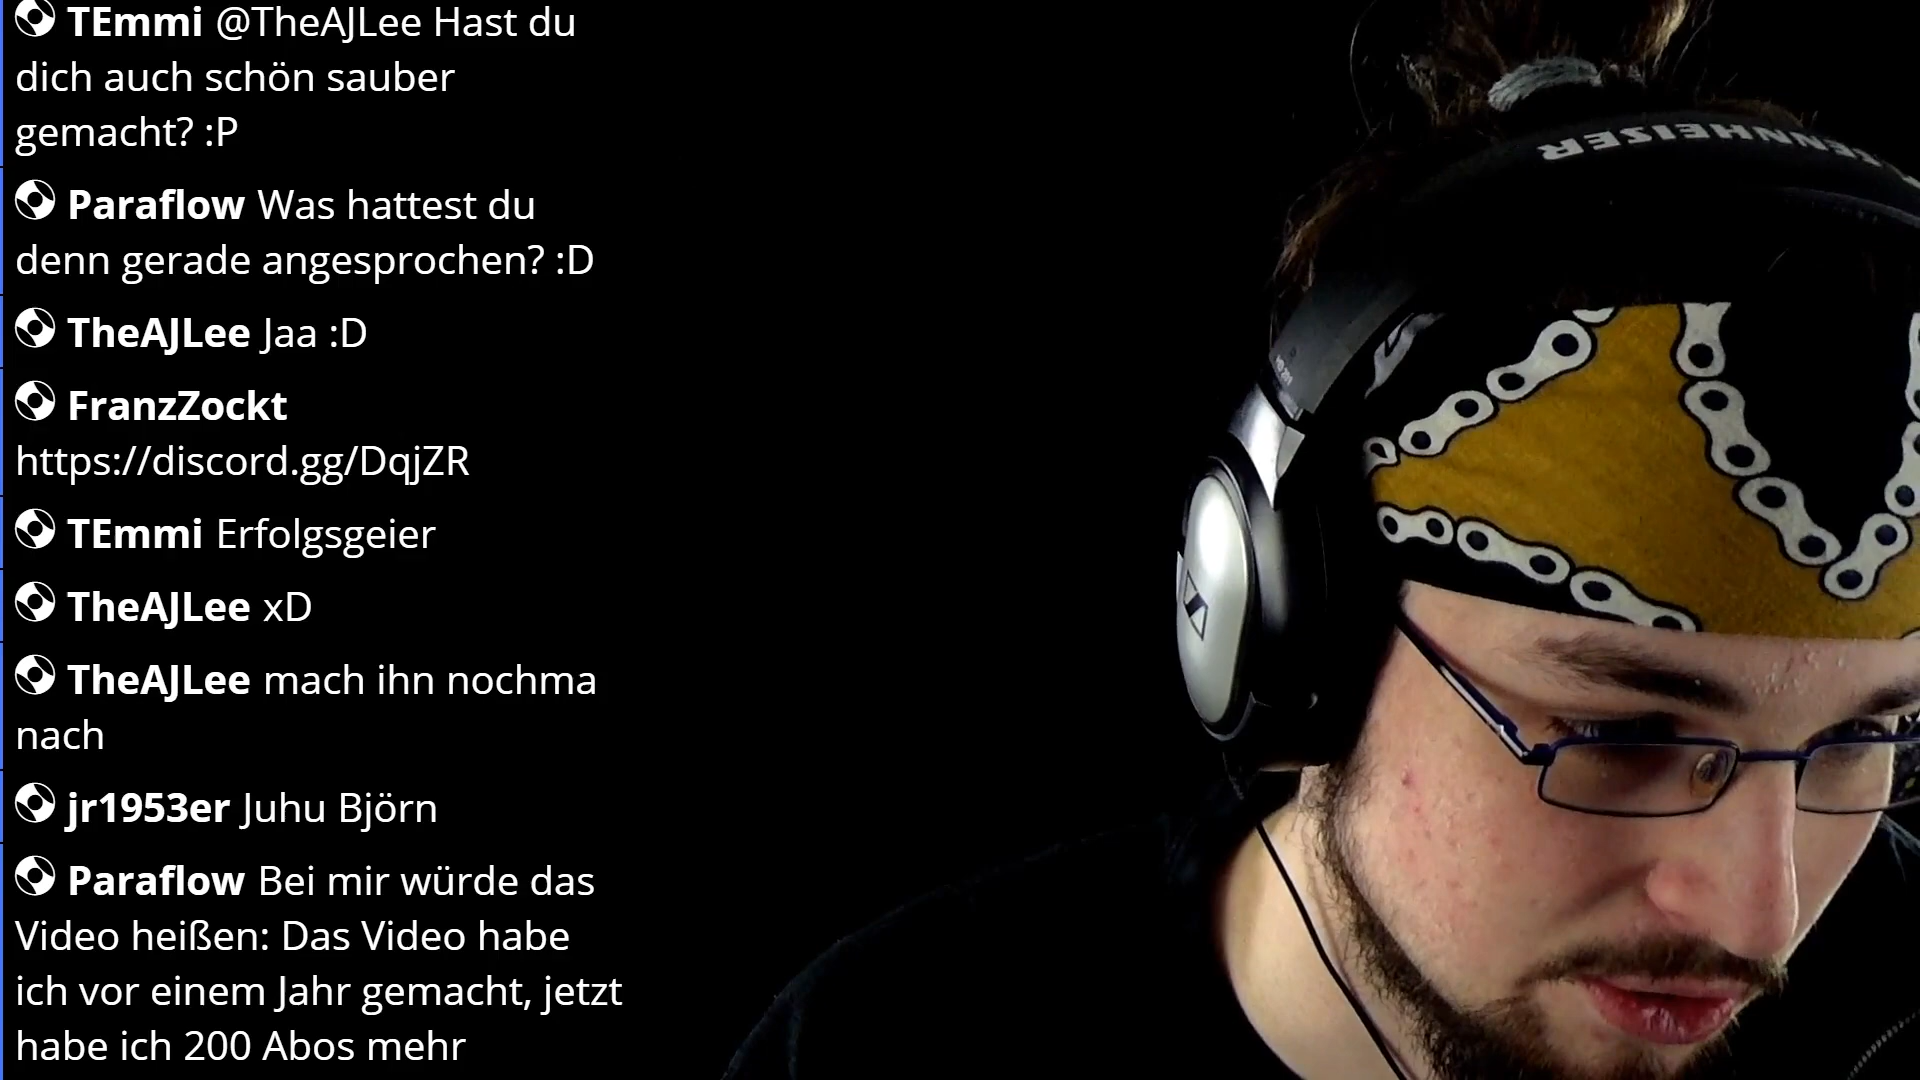 TEmmi @TheAJLee Hast du
dich auch schön sauber
gemacht? :P
Paraflow Was hattest du
denn gerade angesprochen? :D
TheAJLee Jaa :D
FranzZockt
https://discord.gg/DqjZR
TEmmi Erfolgsgeier
TheAJLee xD
TheAJLee mach ihn nochma
nach
jr1953er Juhu Björn
Paraflow Bei mir würde das
Video heißen: Das Video habe
ich vor einem Jahr gemacht, jetzt
habe ich 200 Abos mehr
SENNHEISER